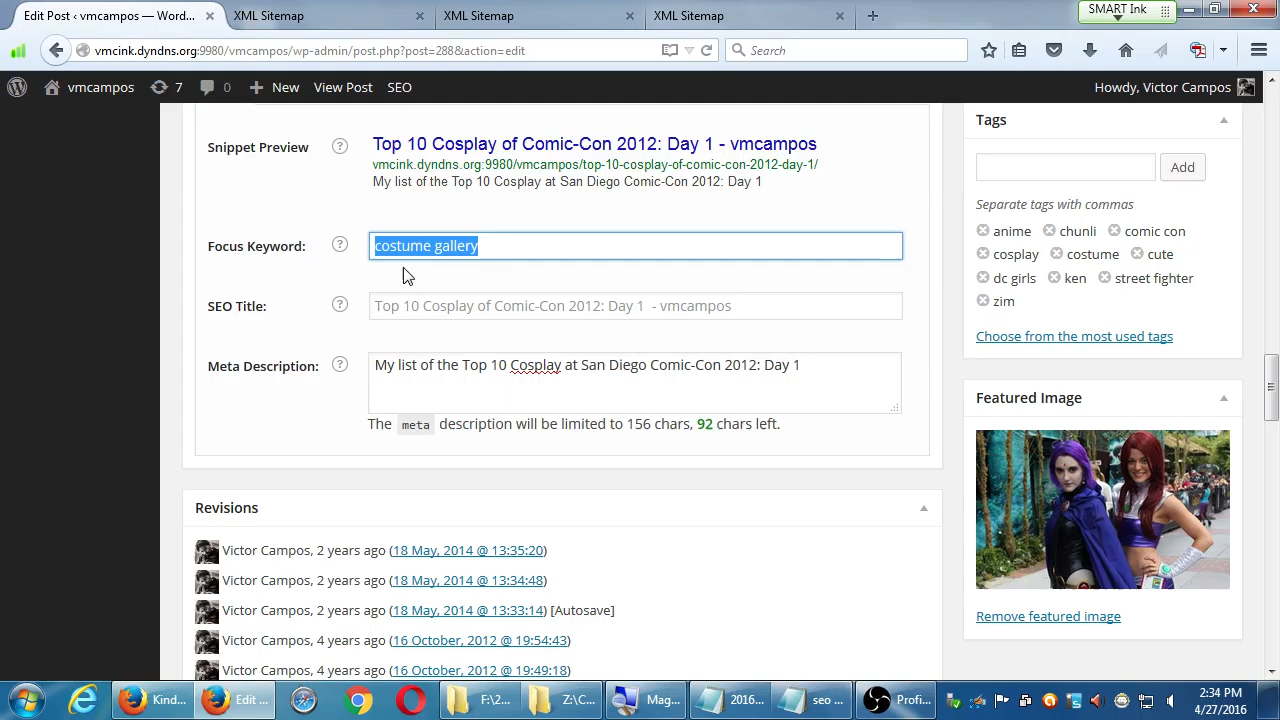 Edit Post ‹ vmcampos — Word...
XML Sitemap
XML Sitemap
XML Sitemap
SMART Ink
vmcink.dyndns.org:9980/vmcampos/wp-admin/post.php?post=288&action=edit
Search
vmcampos
7
0
New
View Post
SEO
Howdy, Victor Campos
Snippet Preview
Top 10 Cosplay of Comic-Con 2012: Day 1 - vmcampos
vmcink.dyndns.org:9980/vmcampos/top-10-cosplay-of-comic-con-2012-day-1/
My list of the Top 10 Cosplay at San Diego Comic-Con 2012: Day 1
Focus Keyword:
costume gallery
SEO Title:
Top 10 Cosplay of Comic-Con 2012: Day 1 - vmcampos
Meta Description:
My list of the Top 10 Cosplay at San Diego Comic-Con 2012: Day 1
The meta description will be limited to 156 chars, 92 chars left.
Revisions
Victor Campos, 2 years ago (18 May, 2014 @ 13:35:20)
Victor Campos, 2 years ago (18 May, 2014 @ 13:34:48)
Victor Campos, 2 years ago (18 May, 2014 @ 13:33:14) [Autosave]
Victor Campos, 4 years ago (16 October, 2012 @ 19:54:43)
Victor Campos, 4 years ago (16 October, 2012 @ 19:49:18)
Tags
Add
Separate tags with commas
anime chunli comic con
cosplay costume cute
dc girls ken street fighter
zim
Choose from the most used tags
Featured Image
Remove featured image
Kind...
Edit ...
F:\2...
Z:\C...
Mag...
2016...
seo ...
Profi...
2:34 PM
4/27/2016